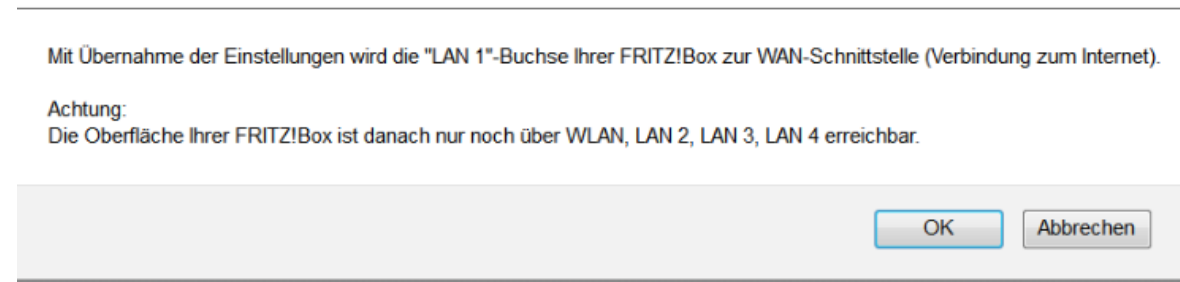 Mit Übernahme der Einstellungen wird die "LAN 1"-Buchse Ihrer FRITZ!Box zur WAN-Schnittstelle (Verbindung zum Internet).
Achtung:
Die Oberfläche Ihrer FRITZ!Box ist danach nur noch über WLAN, LAN 2, LAN 3, LAN 4 erreichbar.
OK
Abbrechen